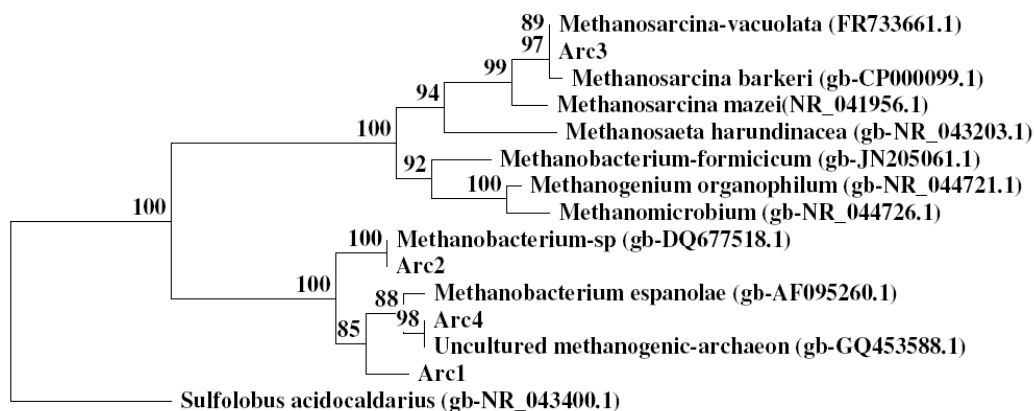 89 Methanosarcina-vacuolata (FR733661.1)
97 Arc3
99 Methanosarcina barkeri (gb-CP000099.1)
94 Methanosarcina mazei(NR_041956.1)
100 Methanosaeta harundinacea (gb-NR_043203.1)
92 Methanobacterium-formicicum (gb-JN205061.1)
100 Methanogenium organophilum (gb-NR_044721.1)
100 Methanomicrobium (gb-NR_044726.1)
100 Methanobacterium-sp (gb-DQ677518.1)
Arc2
100 88 Methanobacterium espanolae (gb-AF095260.1)
98 Arc4
85 Uncultured methanogenic-archaeon (gb-GQ453588.1)
Arc1
Sulfolobus acidocaldarius (gb-NR_043400.1)